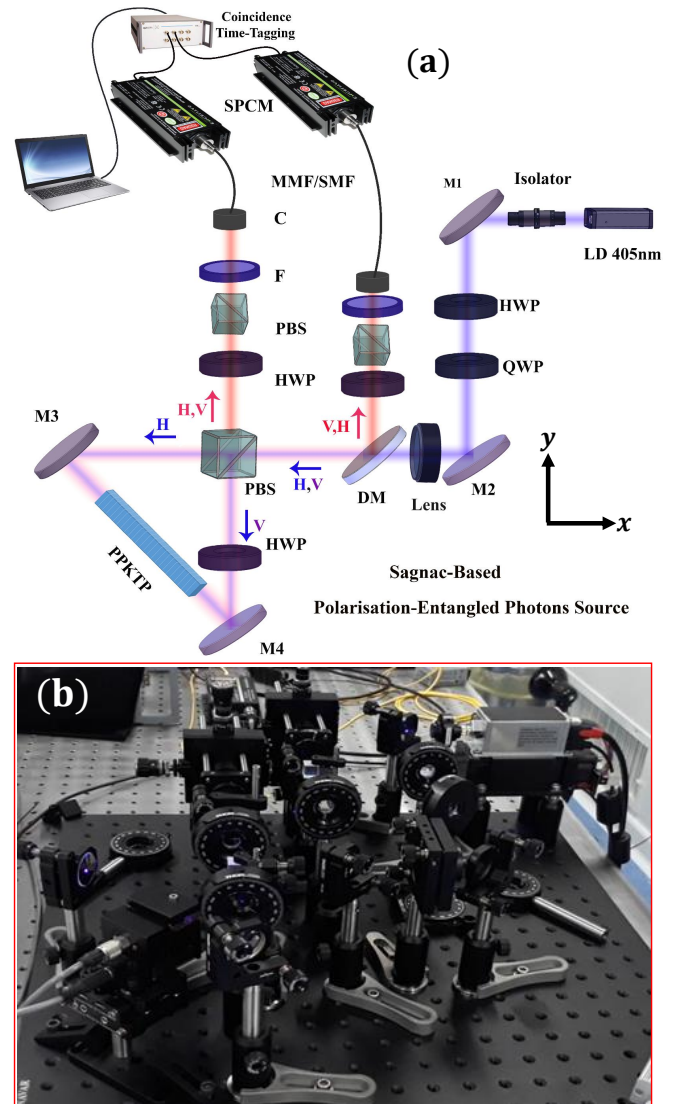 Coincidence
Time-Tagging
(a)
SPCM
MMF/SMF
M1
Isolator
C
LD 405nm
F
HWP
PBS
QWP
HWP
H,V
V,H
M3
H
PBS
H,V
DM
Lens
M2
y
x
V
HWP
PPKTP
Sagnac-Based
Polarisation-Entangled Photons Source
M4
(b)